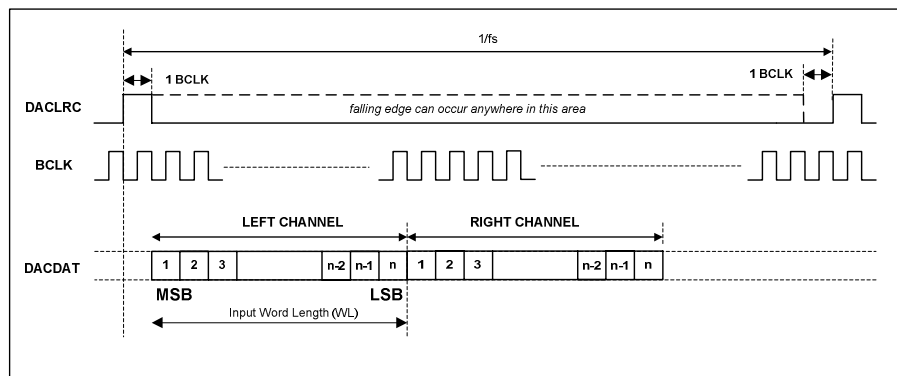 1/fs
1 BCLK
1 BCLK
DACLRC
falling edge can occur anywhere in this area
BCLK
LEFT CHANNEL
RIGHT CHANNEL
DACDAT
1 2 3 n-2 n-1 n 1 2 3 n-2 n-1 n
MSB
LSB
Input Word Length (WL)